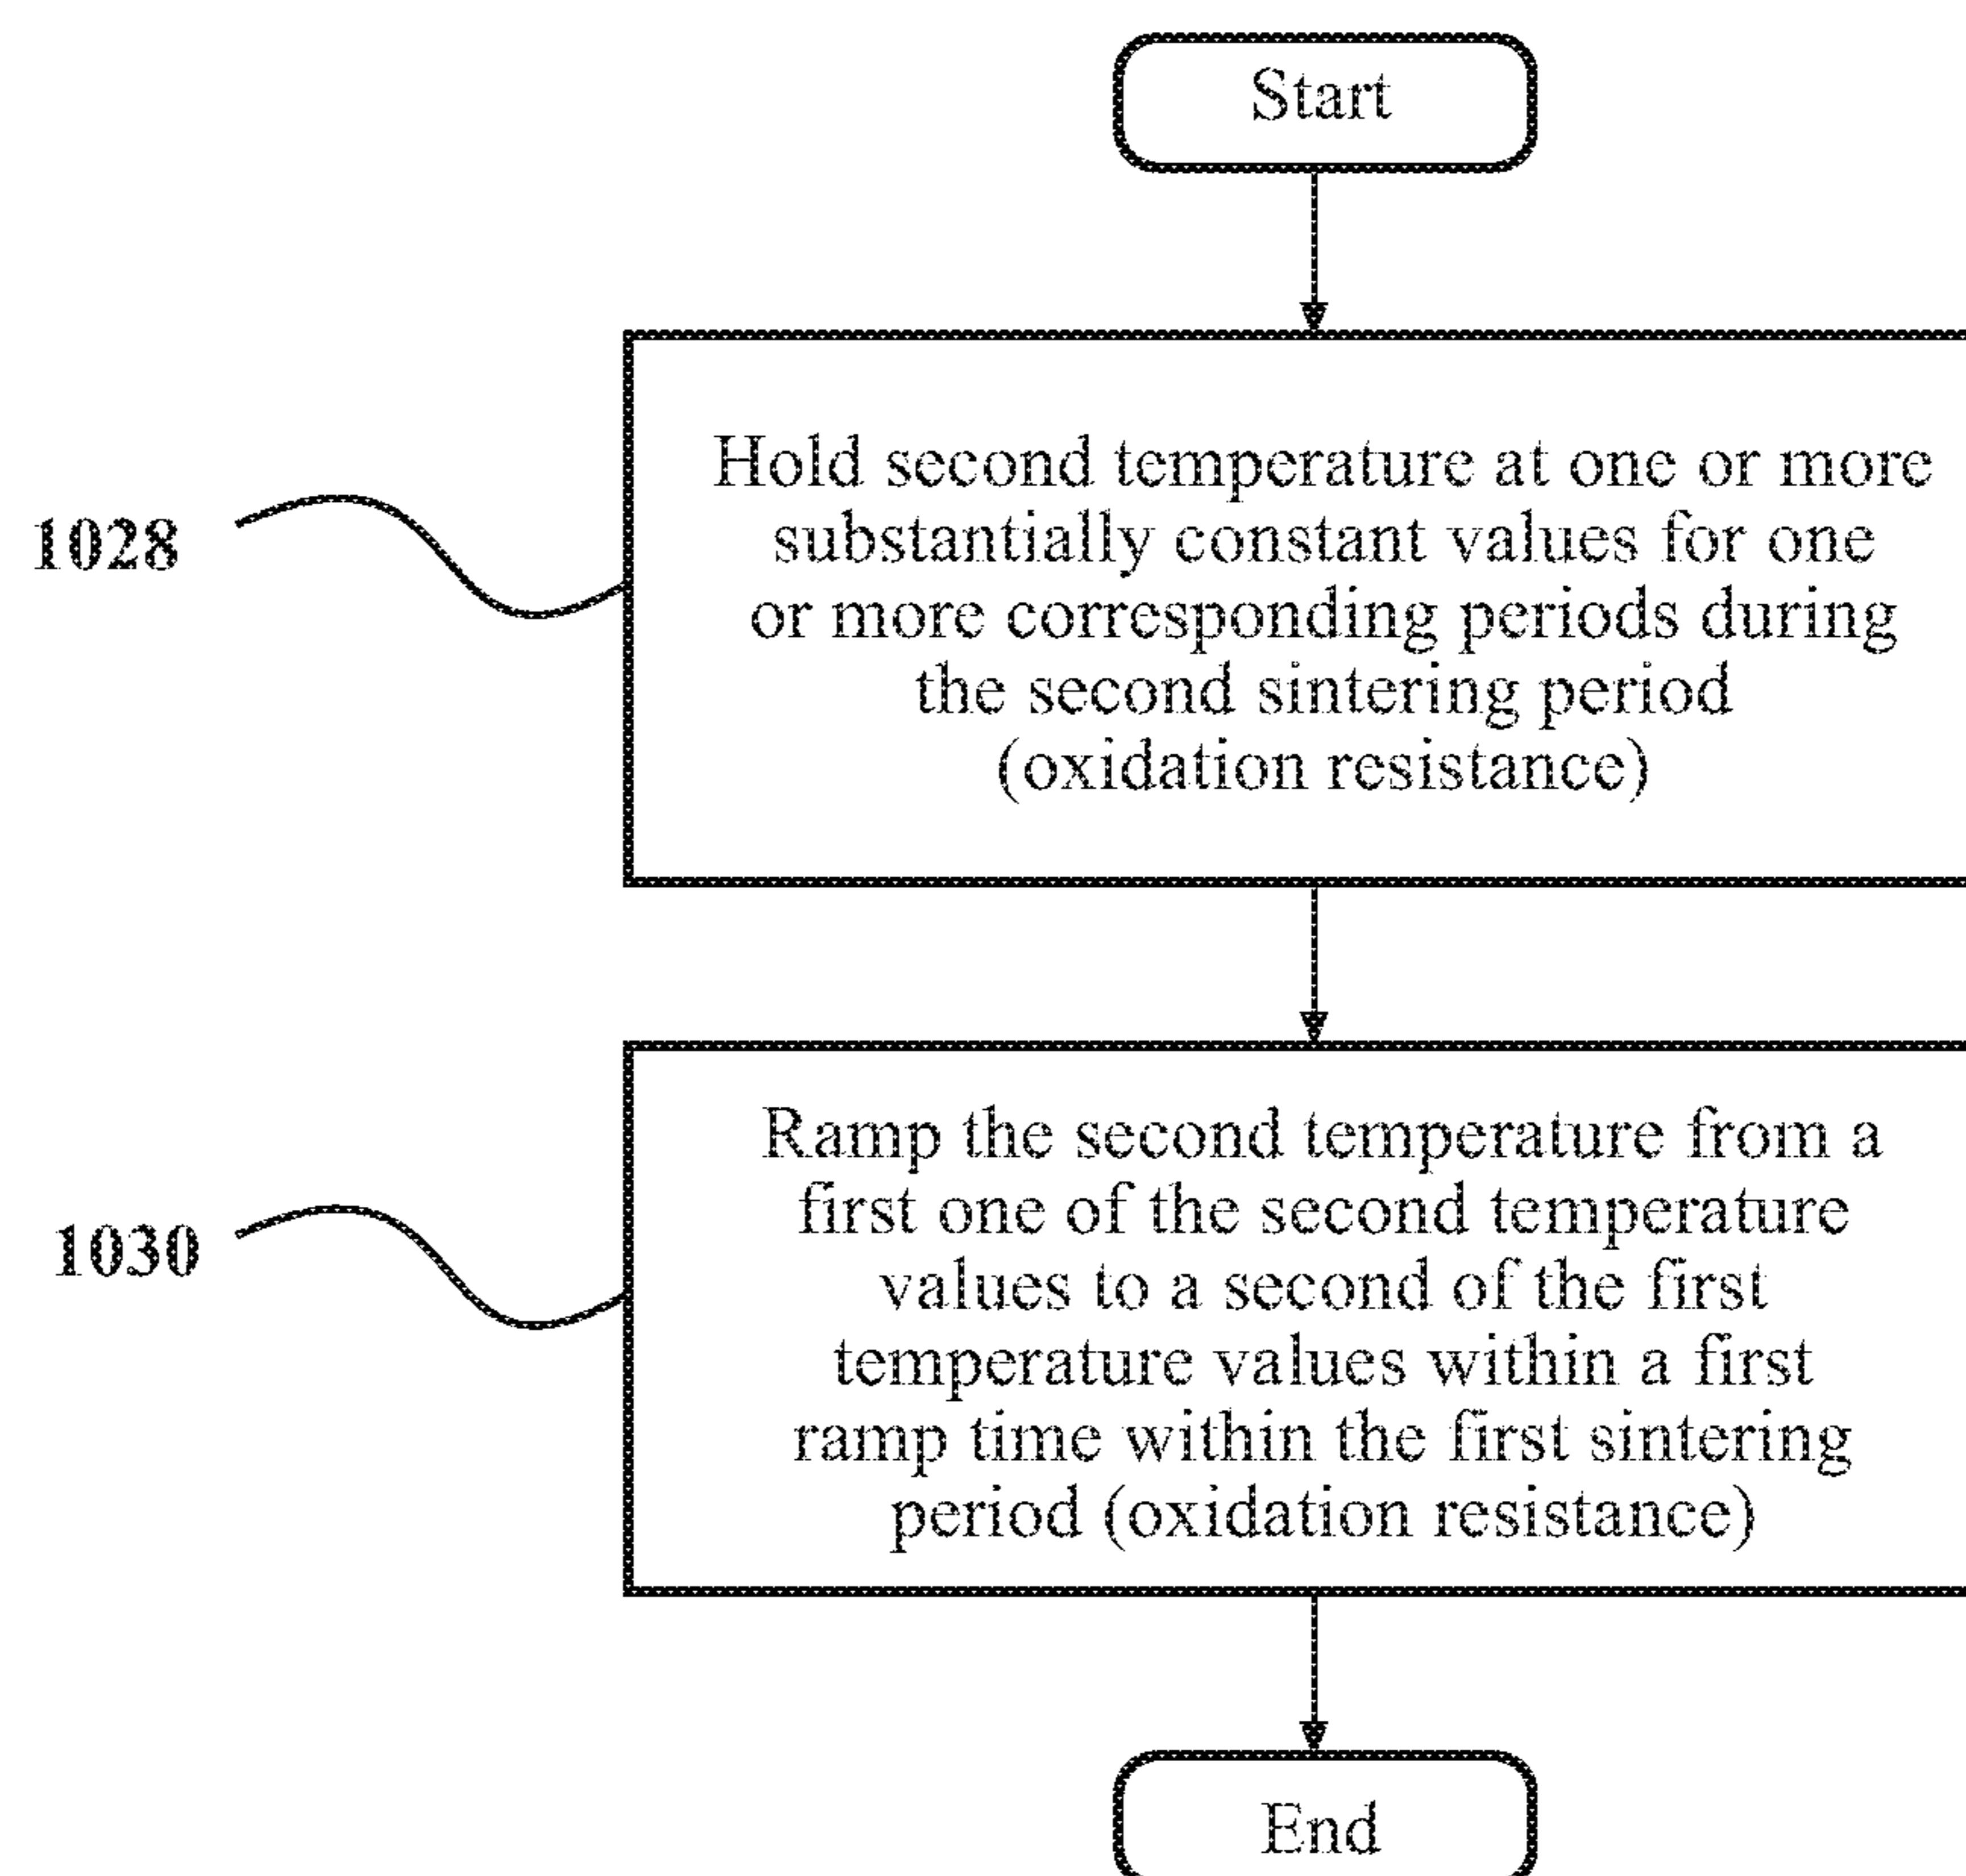 Start
1028
Hold second temperature at one or more
substantially constant values for one
or more corresponding periods during
the second sintering period
(oxidation resistance)
1030
Ramp the second temperature from a
first one of the second temperature
values to a second of the first
temperature values within a first
ramp time within the first sintering
period (oxidation resistance)
End